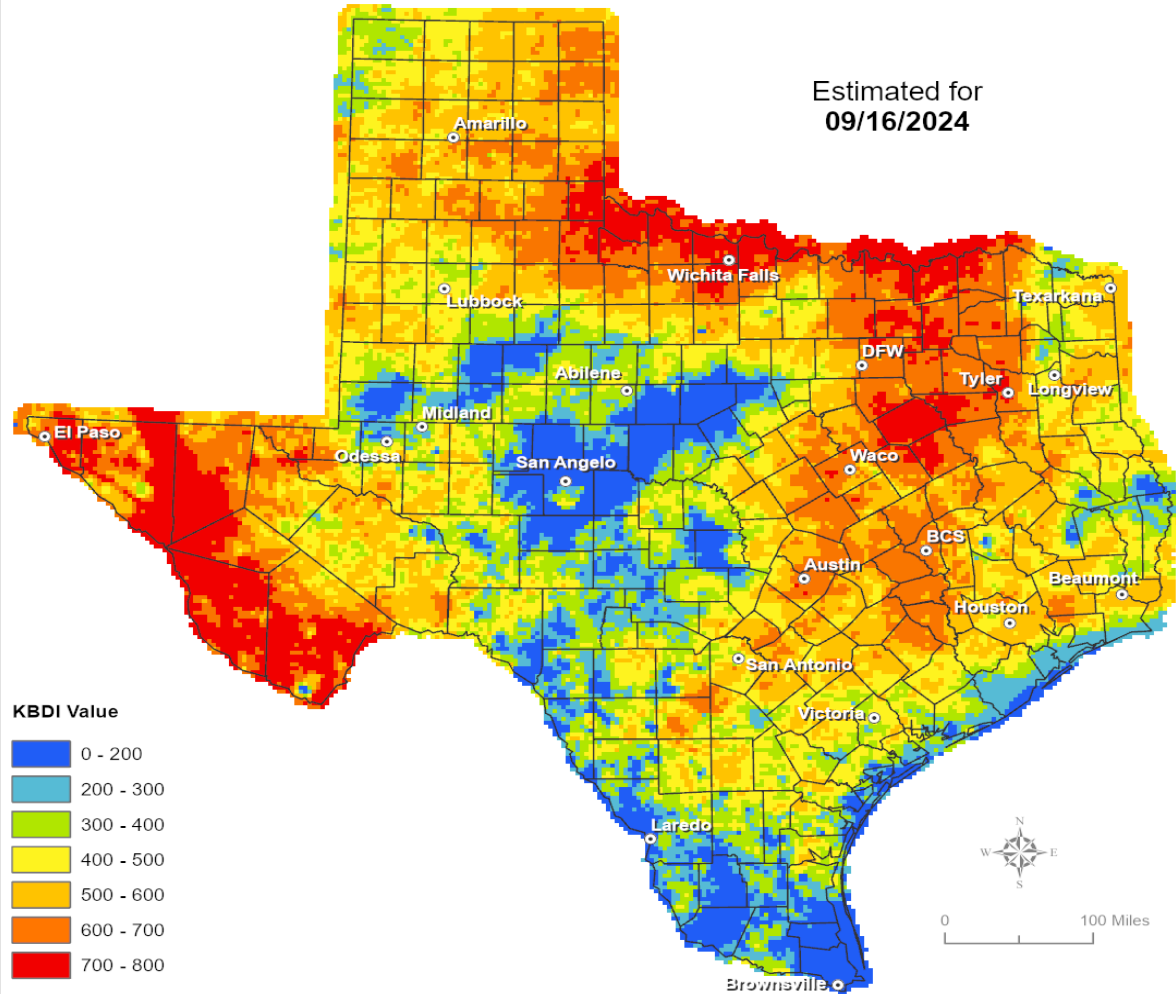 Estimated for
09/16/2024
Amarillo
Wichita Falls
Lubbock
Texarkana
DFW
Abilene
Tyler
Longview
Midland
El Paso
Odessa
San Angelo
Waco
BCS
Austin
Beaumont
Houston
San Antonio
Victoria
Laredo
Brownsville
KBDI Value
0 - 200
200 - 300
300 - 400
400 - 500
500 - 600
600 - 700
700 - 800
N
W E
S
0 100 Miles